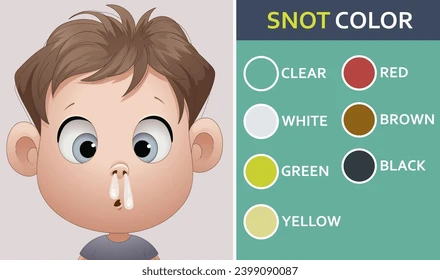 SNOT COLOR
CLEAR
RED
WHITE
BROWN
GREEN
BLACK
YELLOW
shutterstock.com · 2399090087